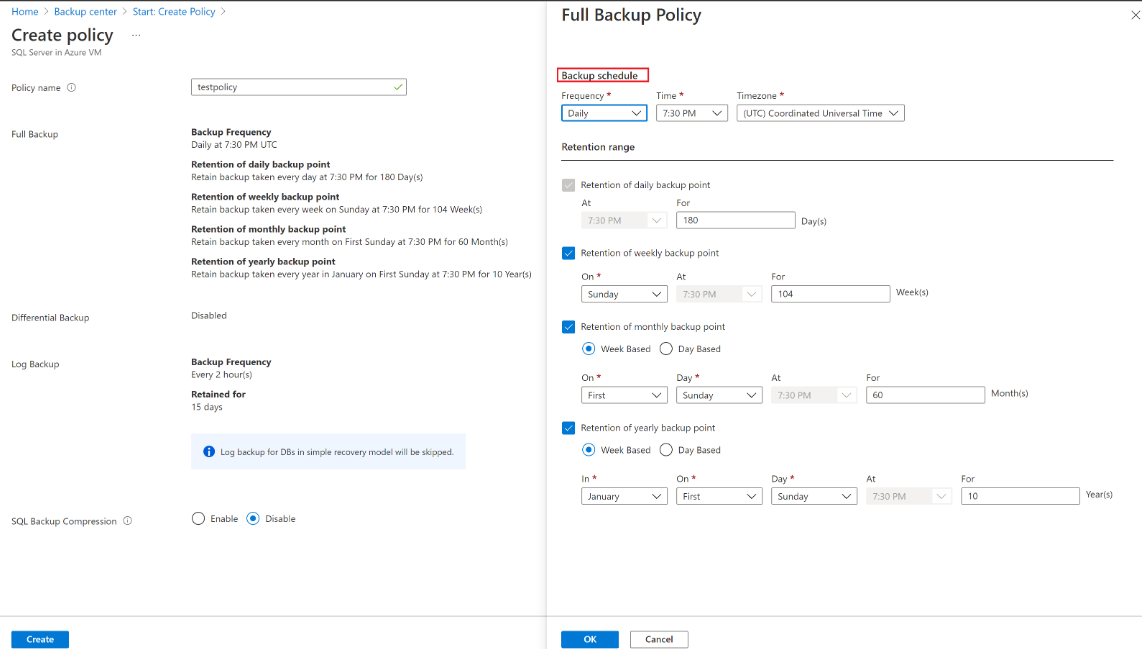 Home > Backup center > Start: Create Policy >
Create policy ...
SQL Server in Azure VM
Policy name
testpolicy
Full Backup
Backup Frequency
Daily at 7:30 PM UTC
Retention of daily backup point
Retain backup taken every day at 7:30 PM for 180 Day(s)
Retention of weekly backup point
Retain backup taken every week on Sunday at 7:30 PM for 104 Week(s)
Retention of monthly backup point
Retain backup taken every month on First Sunday at 7:30 PM for 60 Month(s)
Retention of yearly backup point
Retain backup taken every year in January on First Sunday at 7:30 PM for 10 Year(s)
Differential Backup
Disabled
Log Backup
Backup Frequency
Every 2 hour(s)
Retained for
15 days
Log backup for DBs in simple recovery model will be skipped.
SQL Backup Compression
Enable Disable
Create
Full Backup Policy
Backup schedule
Frequency * Time * Timezone *
Daily 7:30 PM (UTC) Coordinated Universal Time
Retention range
Retention of daily backup point
At For
7:30 PM 180 Day(s)
Retention of weekly backup point
On * At For
Sunday 7:30 PM 104 Week(s)
Retention of monthly backup point
Week Based Day Based
On * Day * At For
First Sunday 7:30 PM 60 Month(s)
Retention of yearly backup point
Week Based Day Based
In * On * Day * At For
January First Sunday 7:30 PM 10 Year(s)
OK Cancel